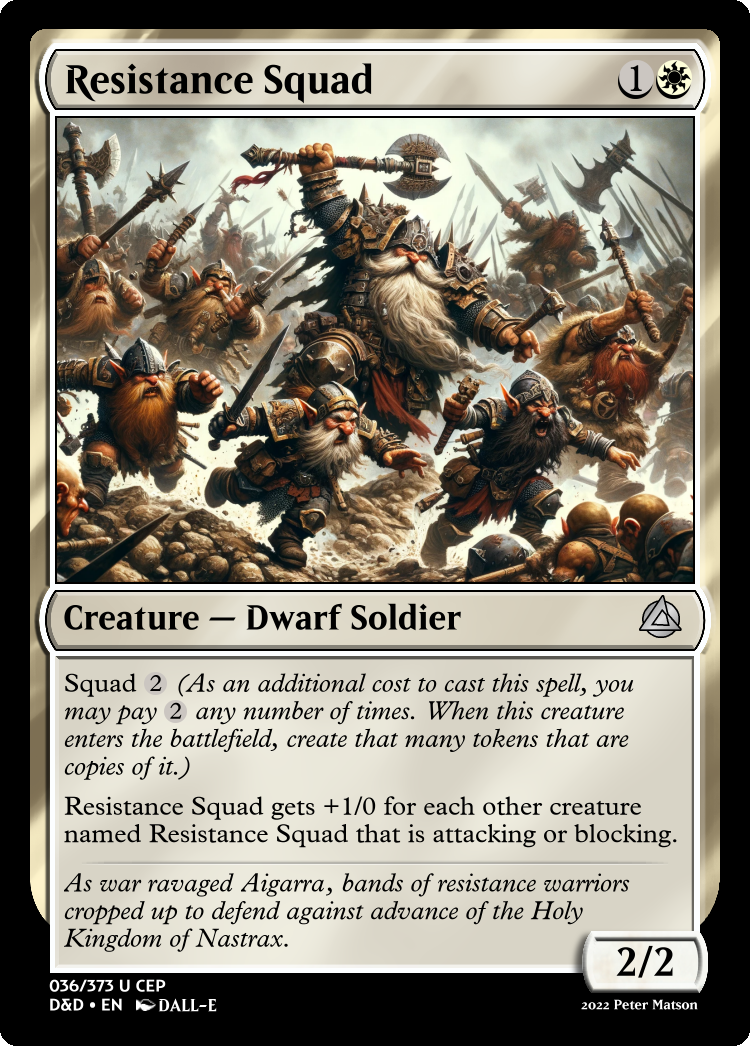 Resistance Squad 1
Creature — Dwarf Soldier
Squad 2 (As an additional cost to cast this spell, you
may pay 2 any number of times. When this creature
enters the battlefield, create that many tokens that are
copies of it.)
Resistance Squad gets +1/0 for each other creature
named Resistance Squad that is attacking or blocking.
As war ravaged Aigarra, bands of resistance warriors
cropped up to defend against advance of the Holy
Kingdom of Nastrax.
2/2
036/373 U CEP
D&D • EN DALL-E
2022 Peter Matson